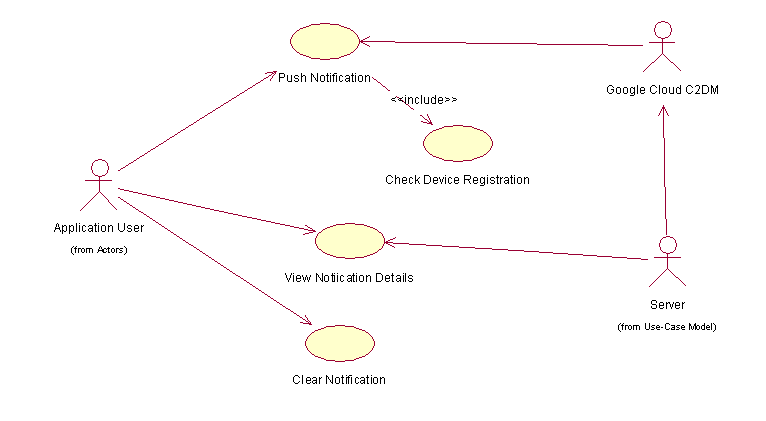 Push Notification
Google Cloud C2DM
<<include>>
Check Device Registration
Application User
(from Actors)
View Notiication Details
Server
(from Use-Case Model)
Clear Notification